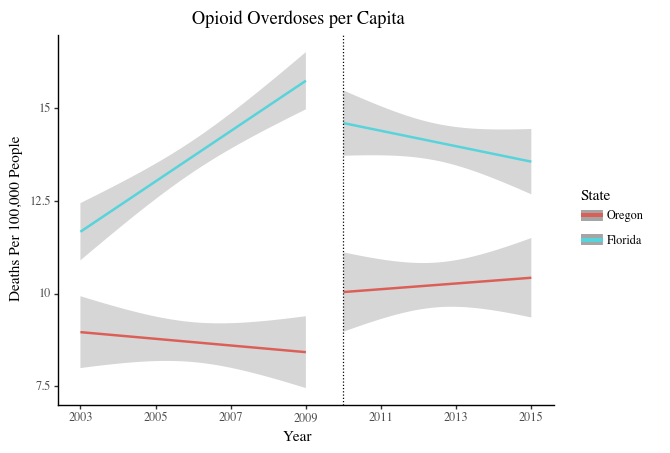 Opioid Overdoses per Capita
Deaths Per 100,000 People
15
12.5
10
7.5
2003 2005 2007 2009 2011 2013 2015
Year
State
Oregon
Florida